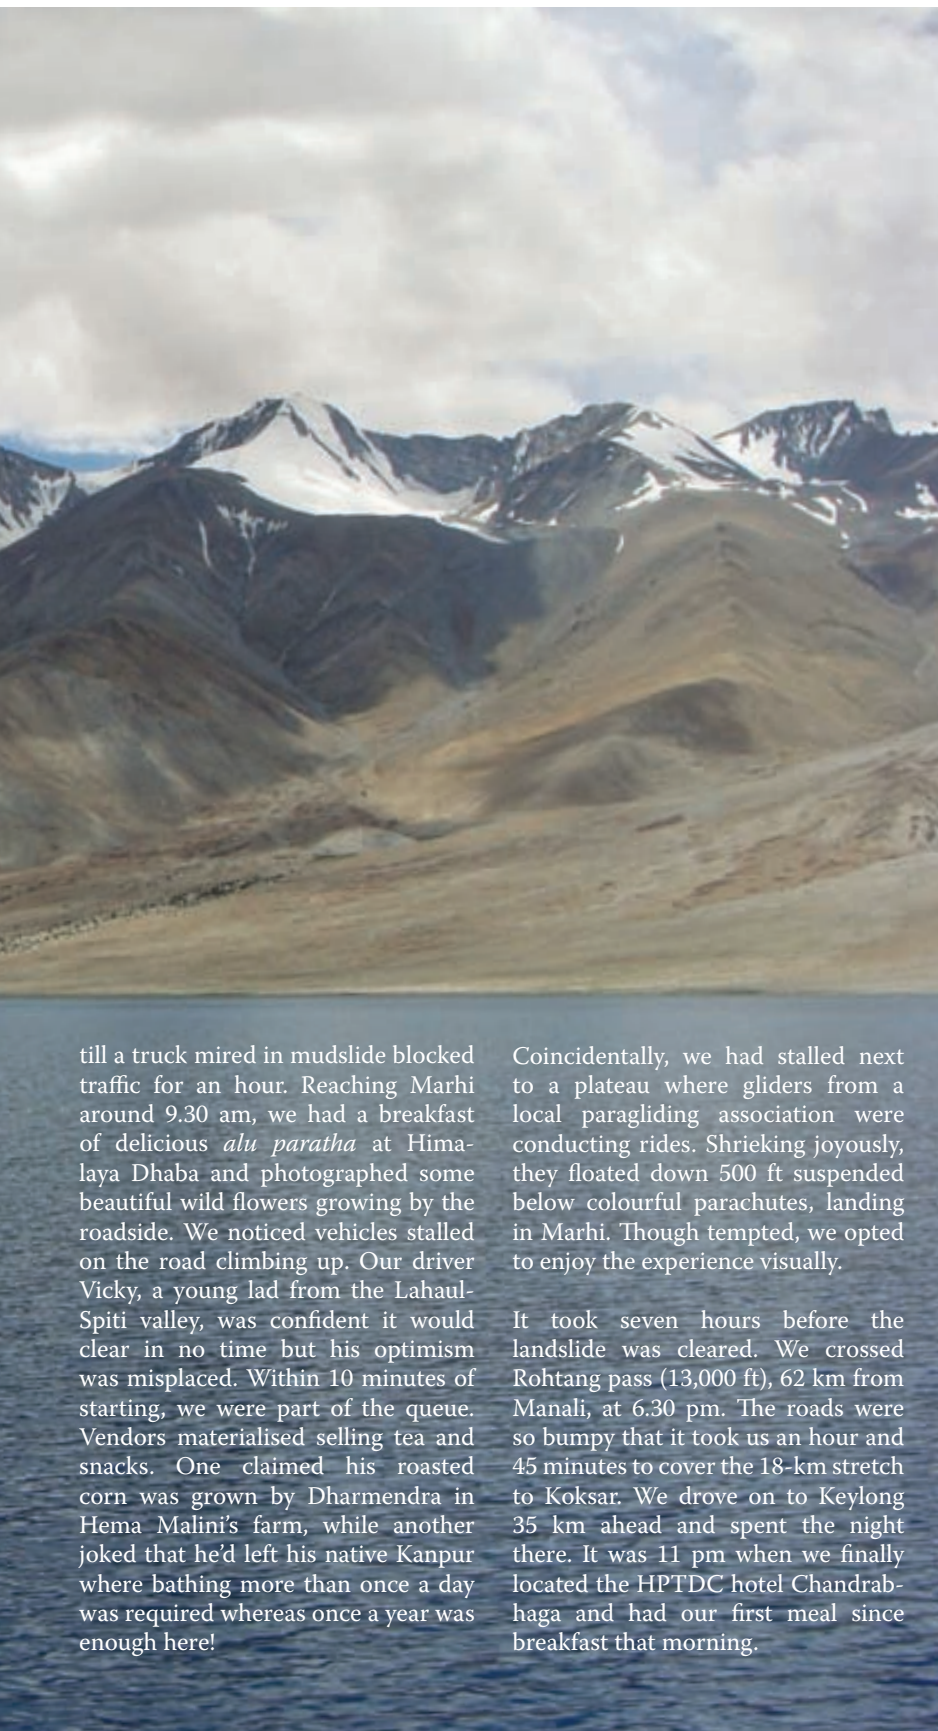 till a truck mired in mudslide blocked
traffic for an hour. Reaching Marhi
around 9.30 am, we had a breakfast
of delicious alu paratha at Hima-
laya Dhaba and photographed some
beautiful wild flowers growing by the
roadside. We noticed vehicles stalled
on the road climbing up. Our driver
Vicky, a young lad from the Lahaul-
Spiti valley, was confident it would
clear in no time but his optimism
was misplaced. Within 10 minutes of
starting, we were part of the queue.
Vendors materialised selling tea and
snacks. One claimed his roasted
corn was grown by Dharmendra in
Hema Malini’s farm, while another
joked that he’d left his native Kanpur
where bathing more than once a day
was required whereas once a year was
enough here!
Coincidentally, we had stalled next
to a plateau where gliders from a
local paragliding association were
conducting rides. Shrieking joyously,
they floated down 500 ft suspended
below colourful parachutes, landing
in Marhi. Though tempted, we opted
to enjoy the experience visually.
It took seven hours before the
landslide was cleared. We crossed
Rohtang pass (13,000 ft), 62 km from
Manali, at 6.30 pm. The roads were
so bumpy that it took us an hour and
45 minutes to cover the 18-km stretch
to Koksar. We drove on to Keylong
35 km ahead and spent the night
there. It was 11 pm when we finally
located the HPTDC hotel Chandrab-
haga and had our first meal since
breakfast that morning.